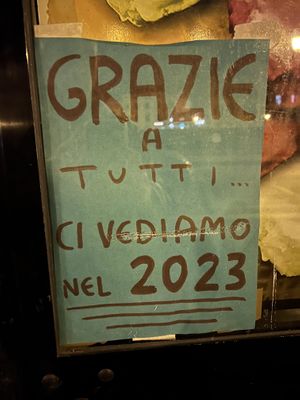 GRAZIE
A
TUTTI...
CI VEDIAMO
NEL 2023